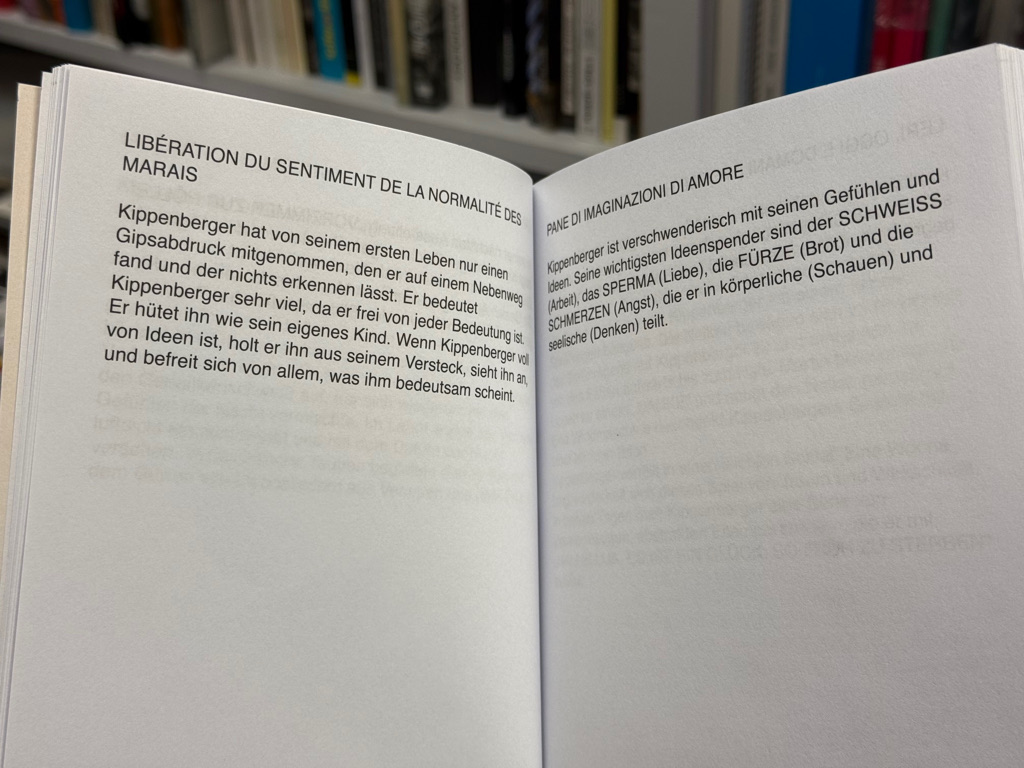 LIBÉRATION DU SENTIMENT DE LA NORMALITÉ DES
MARAIS
Kippenberger hat von seinem ersten Leben nur einen
Gipsabdruck mitgenommen, den er auf einem Nebenweg
fand und der nichts erkennen lässt. Er bedeutet
Kippenberger sehr viel, da er frei von jeder Bedeutung ist.
Er hütet ihn wie sein eigenes Kind. Wenn Kippenberger voll
von Ideen ist, holt er ihn aus seinem Versteck, sieht ihn an,
und befreit sich von allem, was ihm bedeutsam scheint.
PANE DI IMAGINAZIONI DI AMORE
Kippenberger ist verschwenderisch mit seinen Gefühlen und
Ideen. Seine wichtigsten Ideenspender sind der SCHWEISS
(Arbeit), das SPERMA (Liebe), die FÜRZE (Brot) und die
SCHMERZEN (Angst), die er in körperliche (Schauen) und
seelische (Denken) teilt.